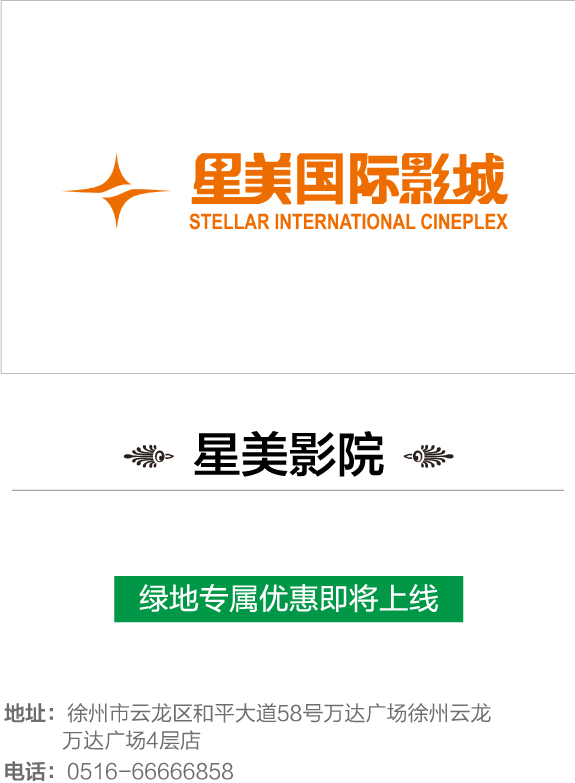 星美国际影城
STELLAR INTERNATIONAL CINEPLEX
星美影院
绿地专属优惠即将上线
地址：徐州市云龙区和平大道58号万达广场徐州云龙
万达广场4层店
电话：0516-66666858